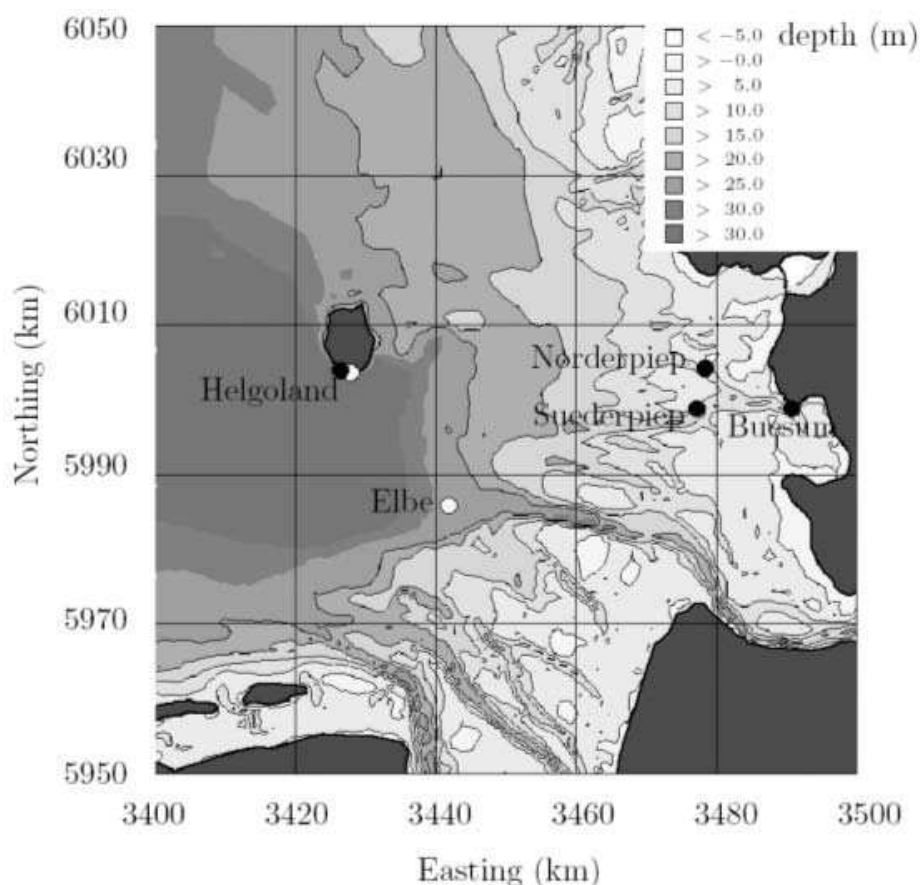 depth (m)
< −5.0
> −0.0
> 5.0
> 10.0
> 15.0
> 20.0
> 25.0
> 30.0
> 30.0
Northing (km)
6050
6030
6010
5990
5970
5950
Norderpiep
Helgoland
Suederpiep
Buesum
Elbe
3400 3420 3440 3460 3480 3500
Easting (km)